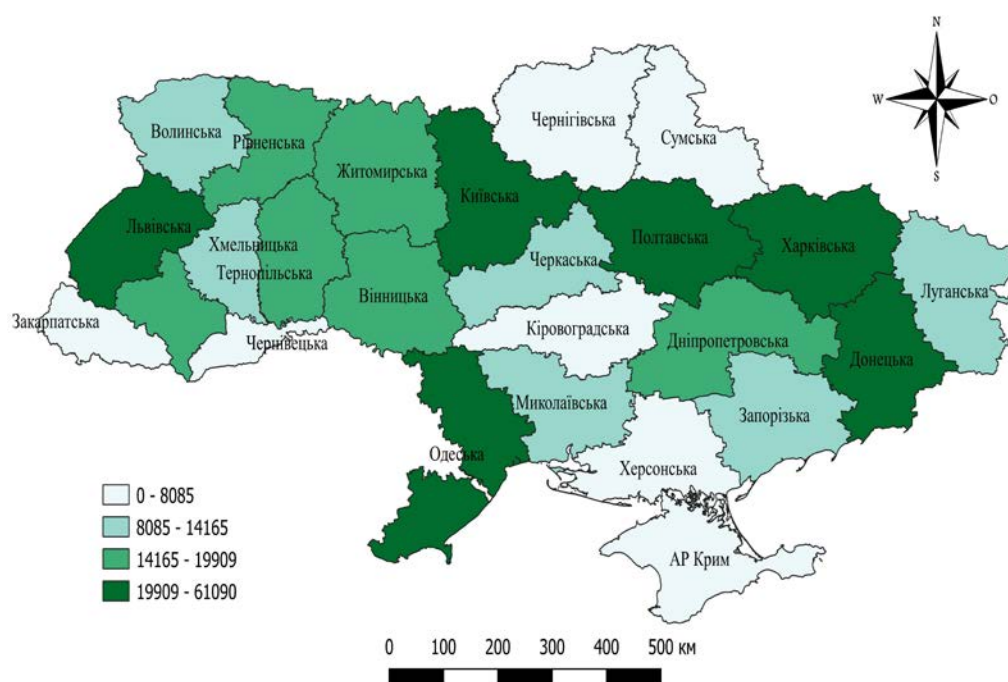 N
W
O
S
Чернігівська
Сумська
Волинська
Рівненська
Житомирська
Київська
Львівська
Полтавська
Харківська
Хмельницька
Черкаська
Тернопільська
Луганська
Вінницька
Закарпатська
Кіровоградська
Чернівецька
Дніпропетровська
Донецька
Миколаївська
Запорізька
Одеська
Херсонська
АР Крим
0 - 8085
8085 - 14165
14165 - 19909
19909 - 61090
0 100 200 300 400 500 км